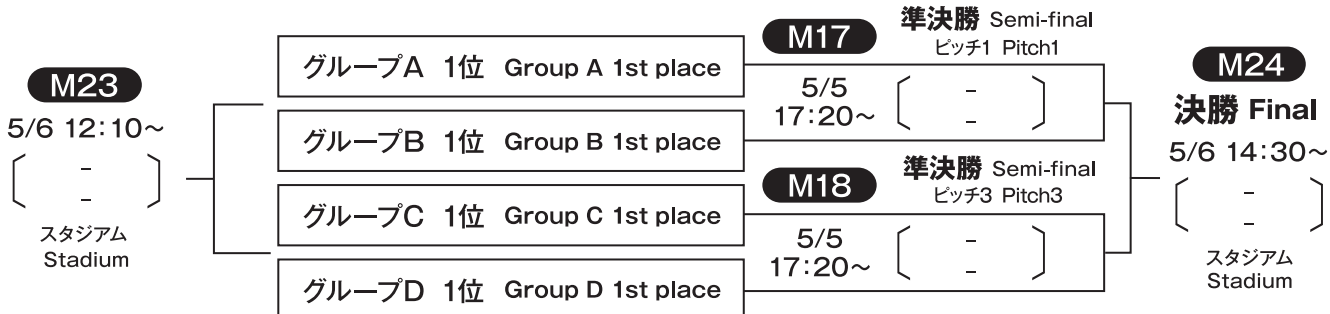 M23
5/6 12:10～
[ - - ]
スタジアム
Stadium
グループA 1位 Group A 1st place
グループB 1位 Group B 1st place
グループC 1位 Group C 1st place
グループD 1位 Group D 1st place
M17
準決勝 Semi-final
ピッチ1 Pitch1
5/5
17:20～
[ - - ]
M18
準決勝 Semi-final
ピッチ3 Pitch3
5/5
17:20～
[ - - ]
M24
決勝 Final
5/6 14:30～
[ - - ]
スタジアム
Stadium